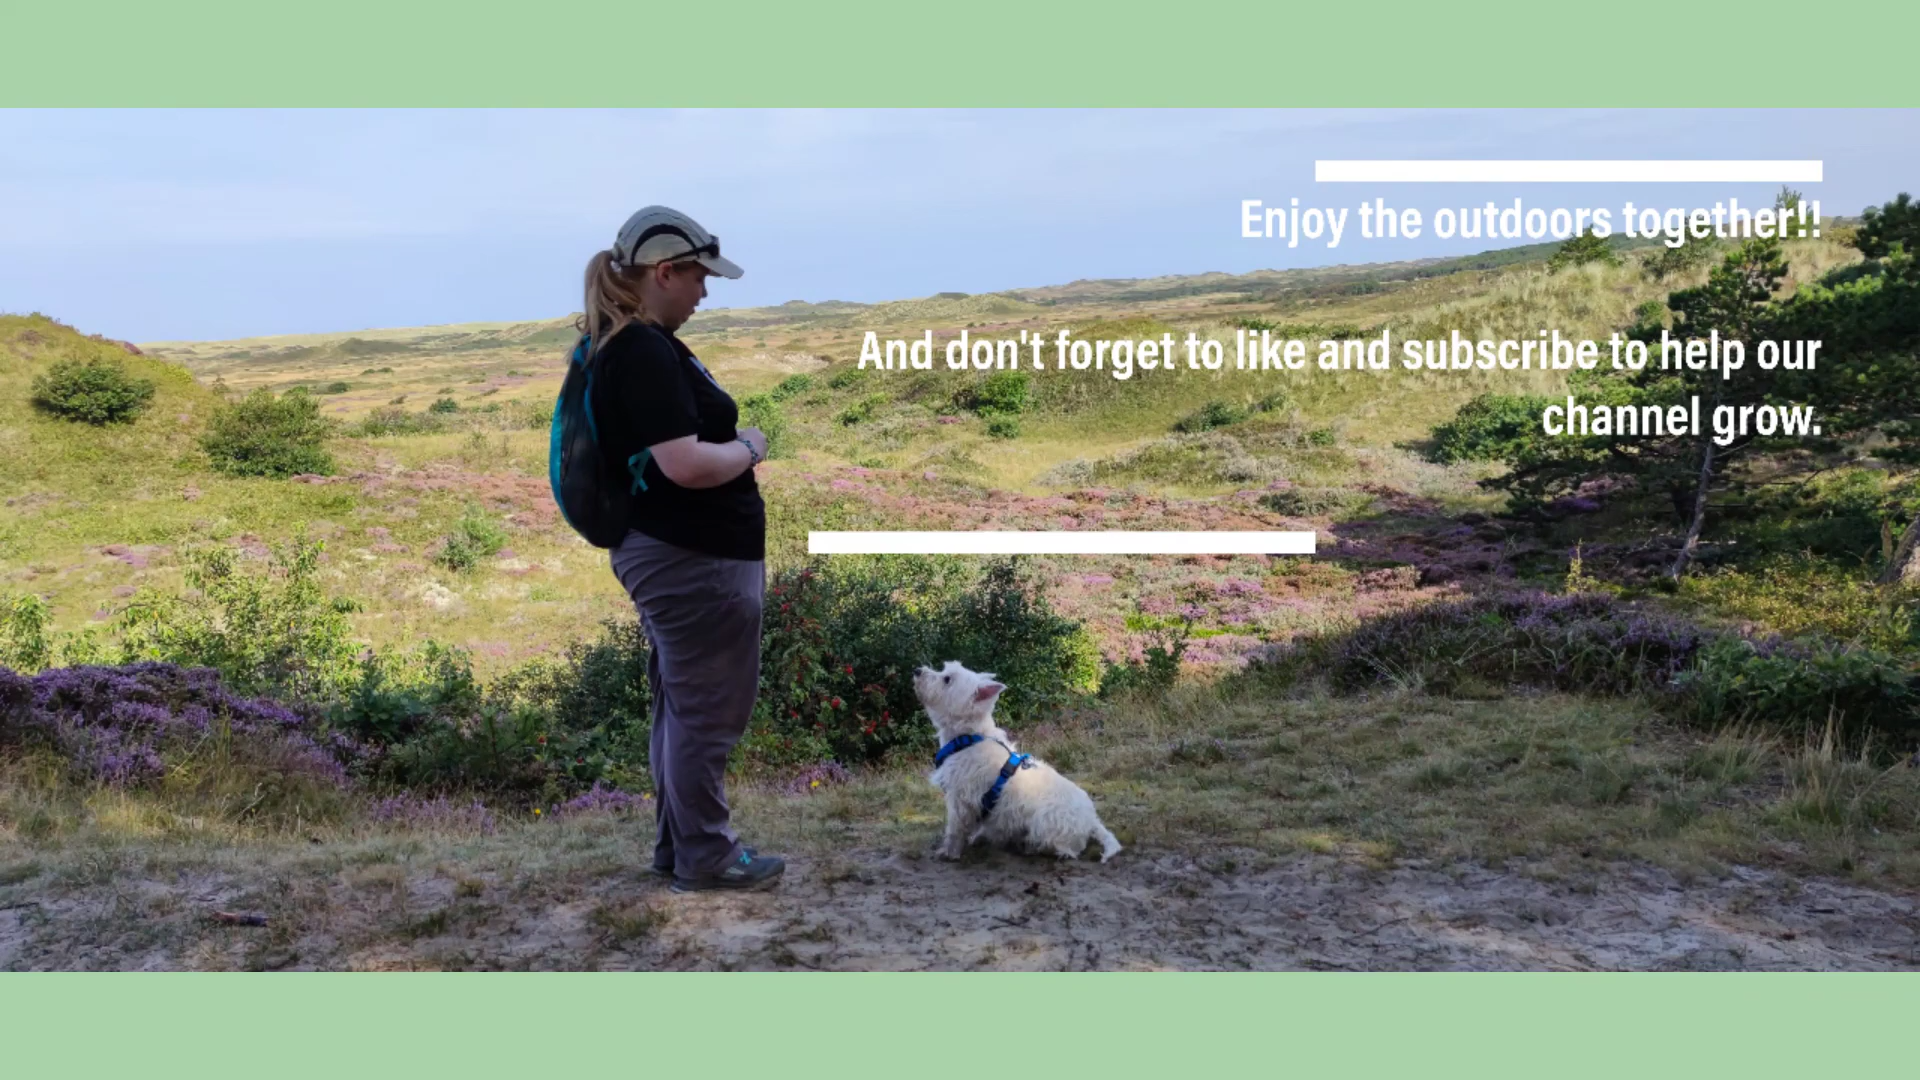 Enjoy the outdoors together!!
And don't forget to like and subscribe to help our
channel grow.